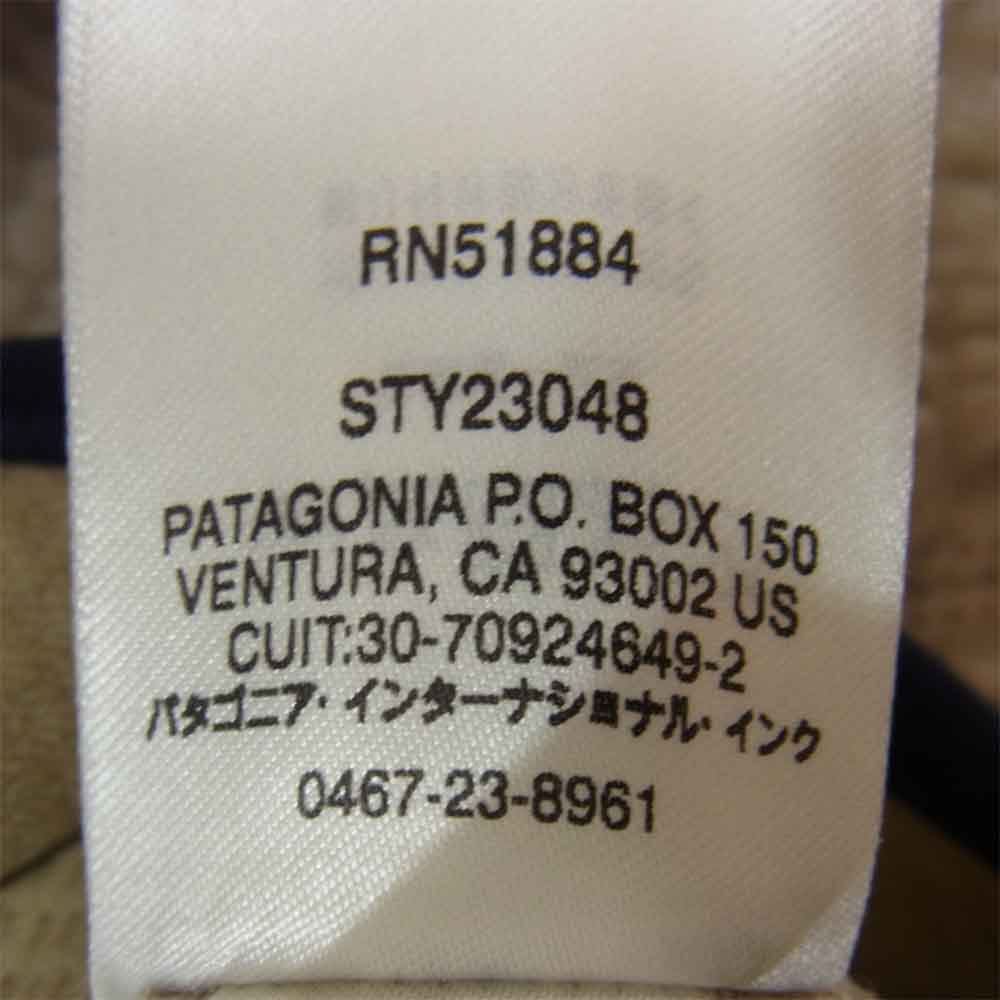 RN51884
STY23048
PATAGONIA P.O. BOX 150
VENTURA, CA 93002 US
CUIT:30-70924649-2
パタゴニア・インターナショナル・インク
0467-23-8961